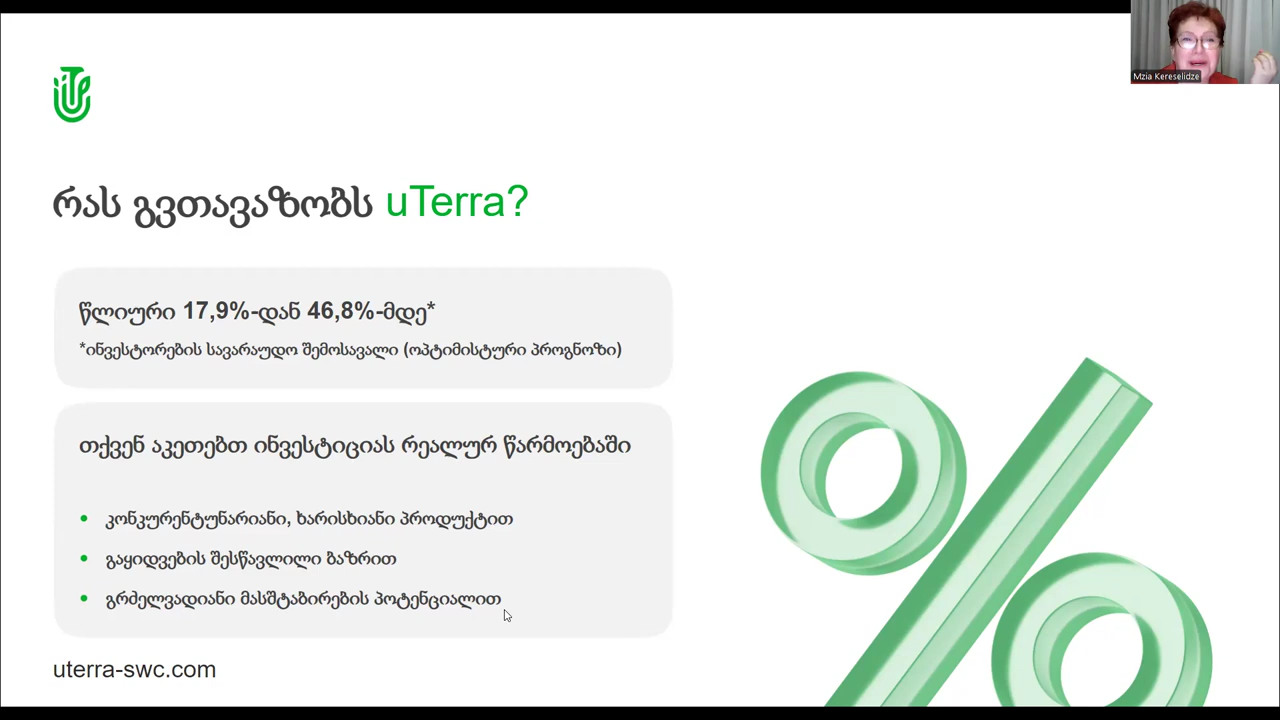 Mzia Kereselidze
რას გვთავაზობს uTerra?
წლიური 17,9%-დან 46,8%-მდე*
*ინვესტორების სავარაუდო შემოსავალი (ოპტიმისტური პროგნოზი)
თქვენ აკეთებთ ინვესტიციას რეალურ წარმოებაში
• კონკურენტუნარიანი, ხარისხიანი პროდუქტით
• გაყიდვების შესწავლილი ბაზრით
• გრძელვადიანი მასშტაბირების პოტენციალით
uterra-swc.com